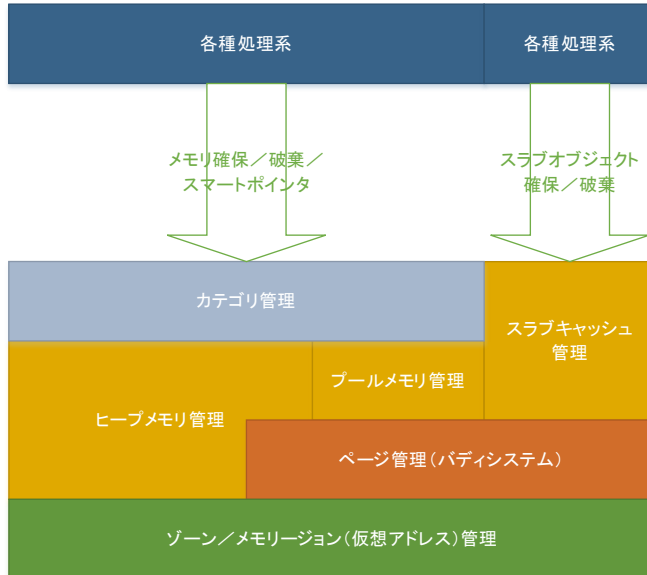 各種処理系
各種処理系
メモリ確保／破棄／
スマートポインタ
スラブオブジェクト
確保／破棄
カテゴリ管理
スラブキャッシュ
管理
プールメモリ管理
ヒープメモリ管理
ページ管理（バディシステム）
ゾーン／メモリージョン（仮想アドレス）管理